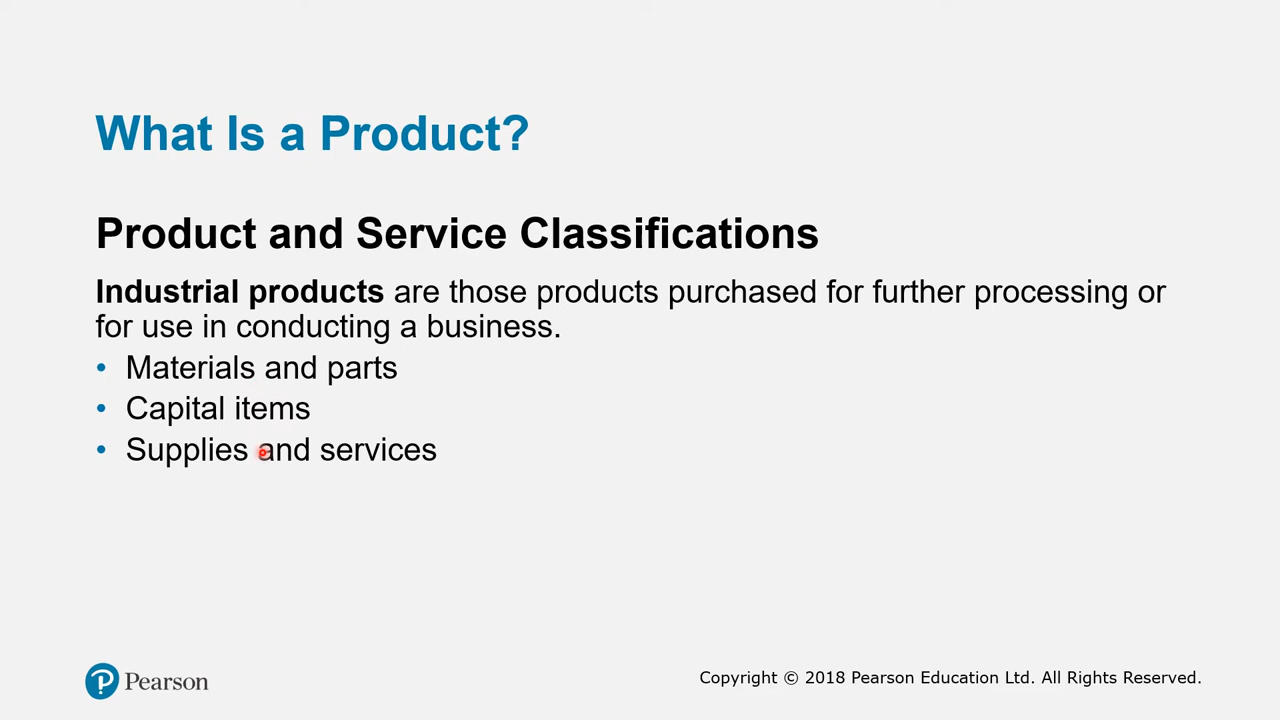 What Is a Product?
Product and Service Classifications
Industrial products are those products purchased for further processing or
for use in conducting a business.
• Materials and parts
• Capital items
• Supplies and services
Pearson
Copyright © 2018 Pearson Education Ltd. All Rights Reserved.